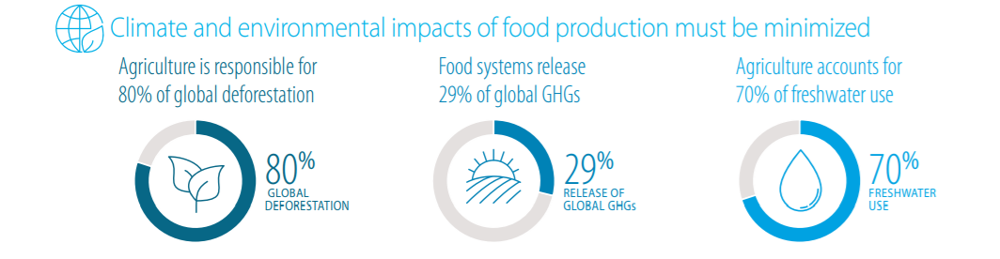 Climate and environmental impacts of food production must be minimized
Agriculture is responsible for
80% of global deforestation
80%
GLOBAL
DEFORESTATION
Food systems release
29% of global GHGs
29%
RELEASE OF
GLOBAL GHGs
Agriculture accounts for
70% of freshwater use
70%
FRESHWATER
USE